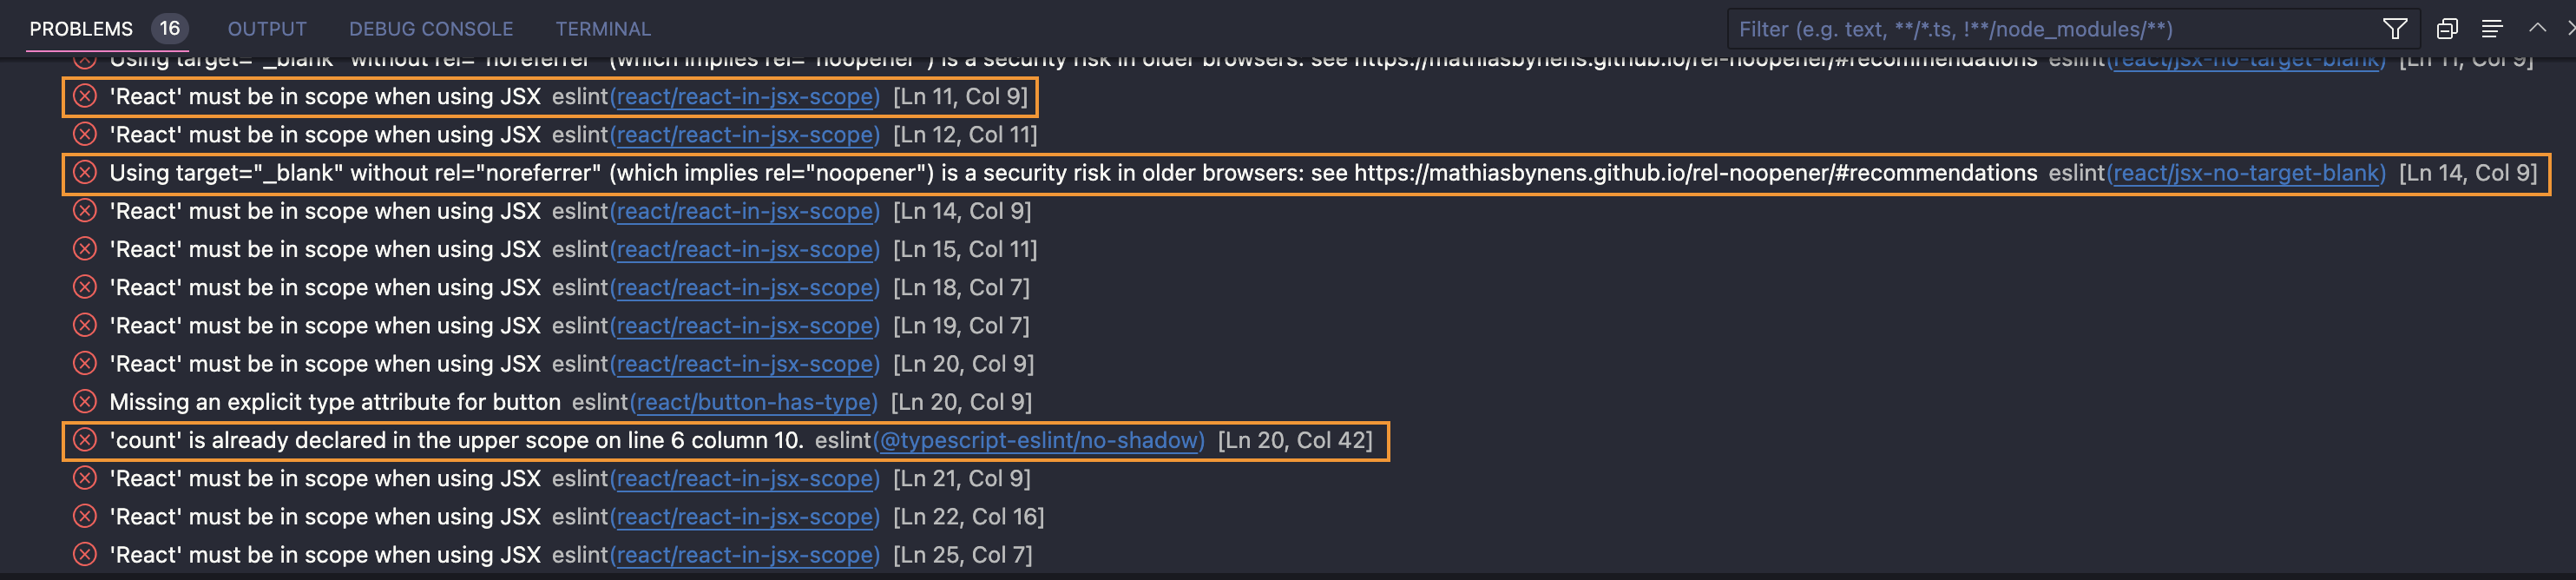 PROBLEMS 16 OUTPUT DEBUG CONSOLE TERMINAL Filter (e.g. text, **/*.ts, !**/node_modules/**)
Using target="_blank" without rel="noreferrer" (which implies rel="noopener") is a security risk in older browsers: see https://mathiasbynens.github.io/rel-noopener/#recommendations eslint(react/jsx-no-target-blank) [Ln 11, Col 9]
'React' must be in scope when using JSX eslint(react/react-in-jsx-scope) [Ln 11, Col 9]
'React' must be in scope when using JSX eslint(react/react-in-jsx-scope) [Ln 12, Col 11]
Using target="_blank" without rel="noreferrer" (which implies rel="noopener") is a security risk in older browsers: see https://mathiasbynens.github.io/rel-noopener/#recommendations eslint(react/jsx-no-target-blank) [Ln 14, Col 9]
'React' must be in scope when using JSX eslint(react/react-in-jsx-scope) [Ln 14, Col 9]
'React' must be in scope when using JSX eslint(react/react-in-jsx-scope) [Ln 15, Col 11]
'React' must be in scope when using JSX eslint(react/react-in-jsx-scope) [Ln 18, Col 7]
'React' must be in scope when using JSX eslint(react/react-in-jsx-scope) [Ln 19, Col 7]
'React' must be in scope when using JSX eslint(react/react-in-jsx-scope) [Ln 20, Col 9]
Missing an explicit type attribute for button eslint(react/button-has-type) [Ln 20, Col 9]
'count' is already declared in the upper scope on line 6 column 10. eslint(@typescript-eslint/no-shadow) [Ln 20, Col 42]
'React' must be in scope when using JSX eslint(react/react-in-jsx-scope) [Ln 21, Col 9]
'React' must be in scope when using JSX eslint(react/react-in-jsx-scope) [Ln 22, Col 16]
'React' must be in scope when using JSX eslint(react/react-in-jsx-scope) [Ln 25, Col 7]